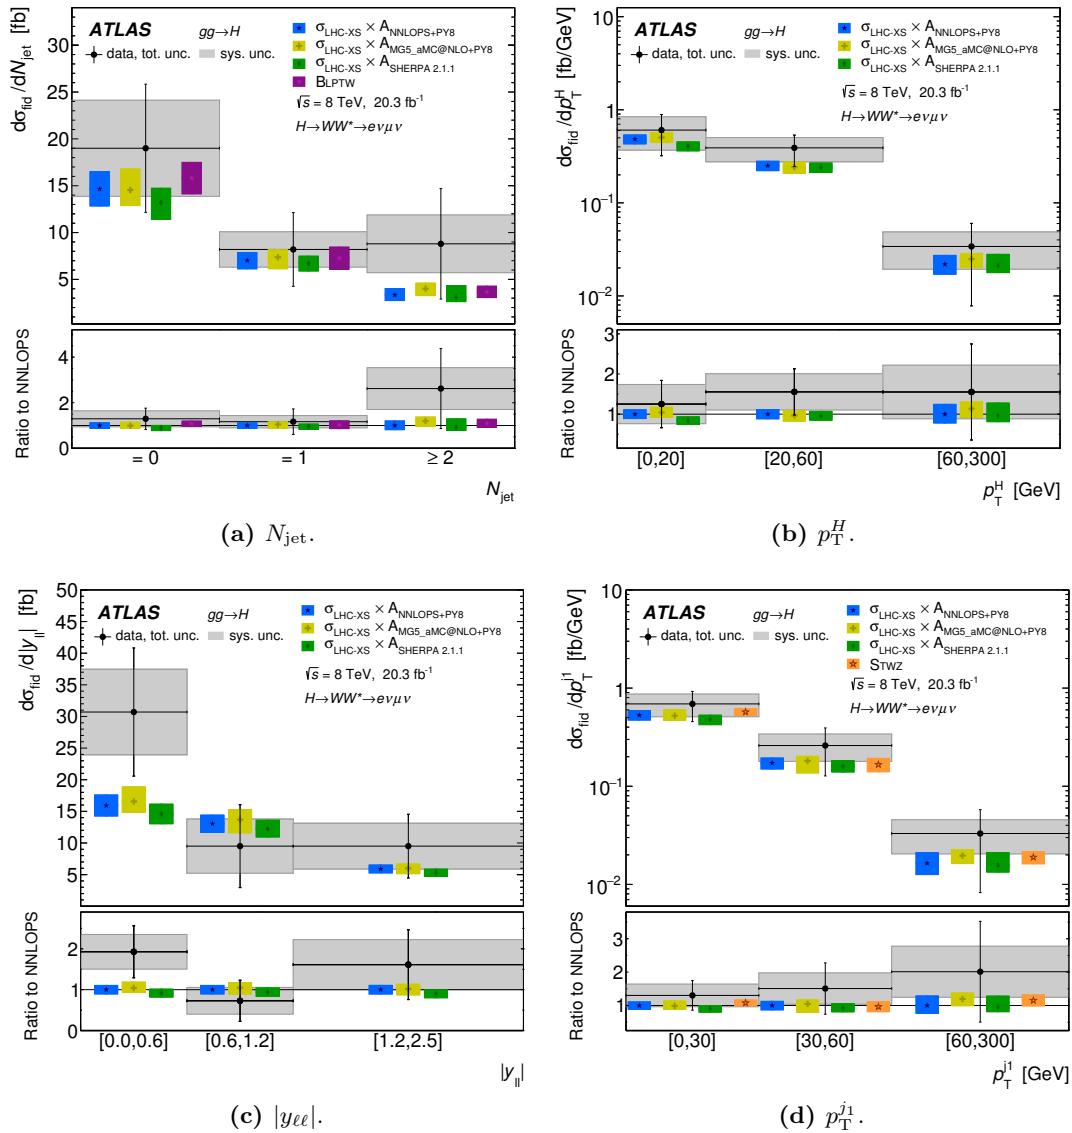 ATLAS gg→H
data, tot. unc. sys. unc.
σLHC-XS × ANNLOPS+PY8
σLHC-XS × AMG5_aMC@NLO+PY8
σLHC-XS × ASHERPA 2.1.1
BLPTW
√s = 8 TeV, 20.3 fb-1
H→WW*→eνμν
dσfid/dNjet [fb]
30
25
20
15
10
5
Ratio to NNLOPS
4
2
0
= 0 = 1 ≥ 2
Njet
(a) Njet.
ATLAS gg→H
data, tot. unc. sys. unc.
σLHC-XS × ANNLOPS+PY8
σLHC-XS × AMG5_aMC@NLO+PY8
σLHC-XS × ASHERPA 2.1.1
√s = 8 TeV, 20.3 fb-1
H→WW*→eνμν
dσfid/dpTH [fb/GeV]
10
1
10−1
10−2
Ratio to NNLOPS
3
2
1
[0,20] [20,60] [60,300]
pTH [GeV]
(b) pTH.
ATLAS gg→H
data, tot. unc. sys. unc.
σLHC-XS × ANNLOPS+PY8
σLHC-XS × AMG5_aMC@NLO+PY8
σLHC-XS × ASHERPA 2.1.1
√s = 8 TeV, 20.3 fb-1
H→WW*→eνμν
dσfid/d|yll| [fb]
50
45
40
35
30
25
20
15
10
5
Ratio to NNLOPS
2
1
0
[0.0,0.6] [0.6,1.2] [1.2,2.5]
|yll|
(c) |yℓℓ|.
ATLAS gg→H
data, tot. unc. sys. unc.
σLHC-XS × ANNLOPS+PY8
σLHC-XS × AMG5_aMC@NLO+PY8
σLHC-XS × ASHERPA 2.1.1
STWZ
√s = 8 TeV, 20.3 fb-1
H→WW*→eνμν
dσfid/dpTj1 [fb/GeV]
10
1
10−1
10−2
Ratio to NNLOPS
3
2
1
[0,30] [30,60] [60,300]
pTj1 [GeV]
(d) pTj1.